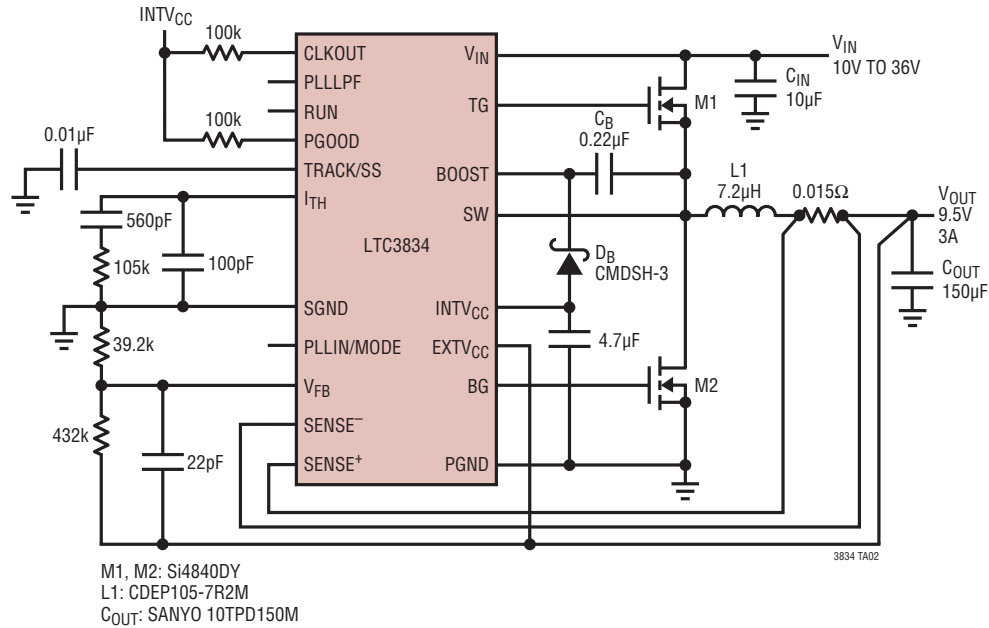 INTVCC
100k
100k
0.01µF
560pF
105k
100pF
39.2k
432k
22pF
CLKOUT
PLLLPF
RUN
PGOOD
TRACK/SS
ITH
SGND
PLLIN/MODE
VFB
SENSE–
SENSE+
LTC3834
VIN
TG
BOOST
SW
INTVCC
EXTVCC
BG
PGND
M1
CIN
10µF
VIN
10V TO 36V
CB
0.22µF
L1
7.2µH
0.015Ω
VOUT
9.5V
3A
COUT
150µF
DB
CMDSH-3
4.7µF
M2
3834 TA02
M1, M2: Si4840DY
L1: CDEP105-7R2M
COUT: SANYO 10TPD150M